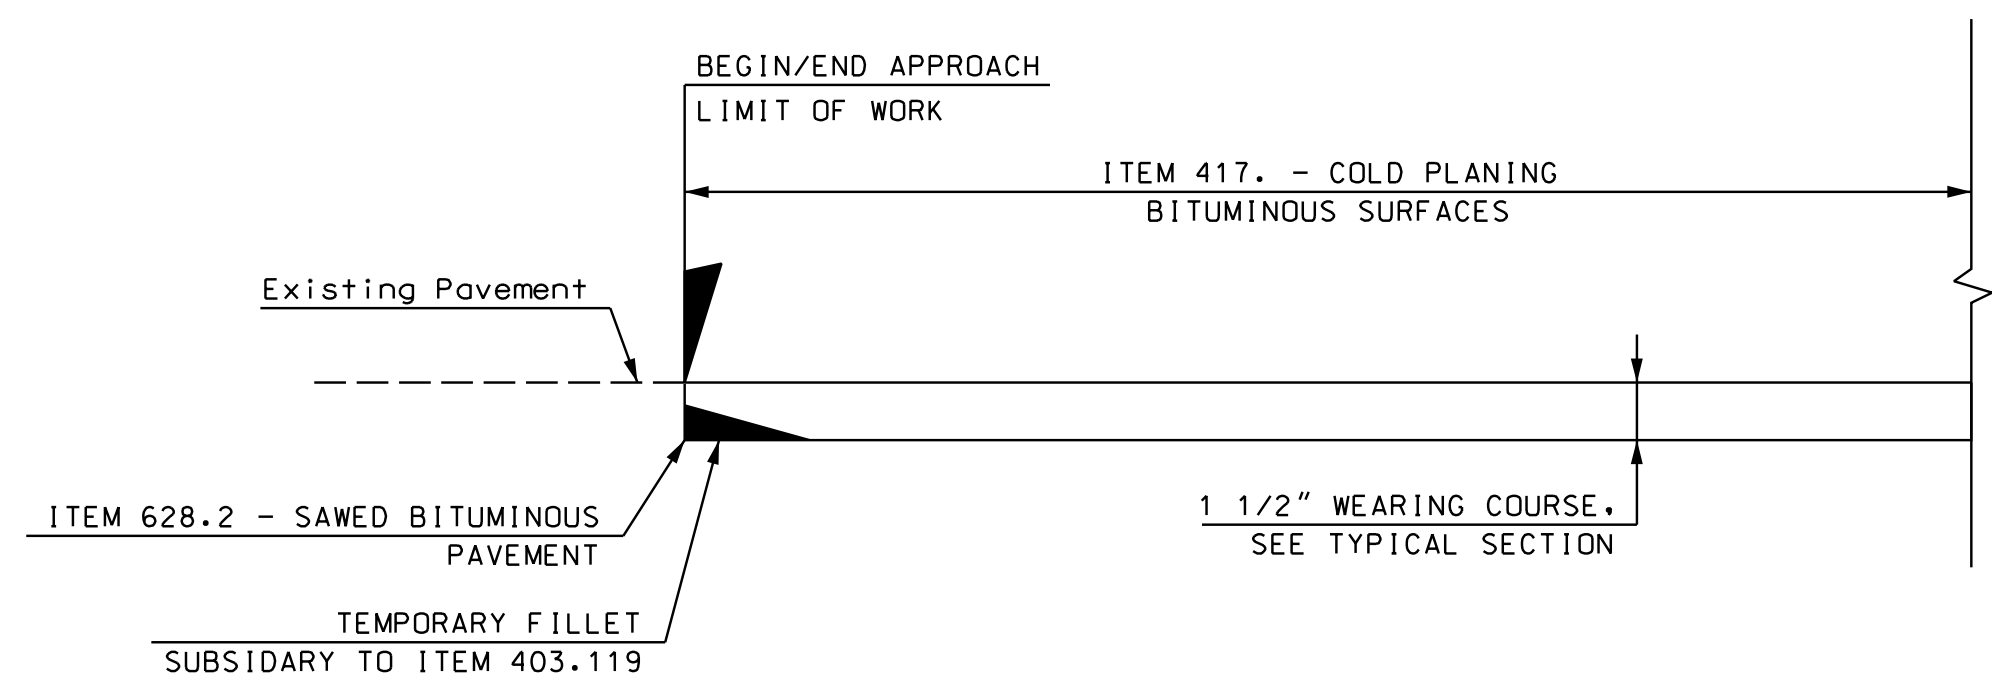 BEGIN/END APPROACH
LIMIT OF WORK
ITEM 417. - COLD PLANING
BITUMINOUS SURFACES
Existing Pavement
1 1/2" WEARING COURSE,
SEE TYPICAL SECTION
ITEM 628.2 - SAWED BITUMINOUS
PAVEMENT
TEMPORARY FILLET
SUBSIDARY TO ITEM 403.119